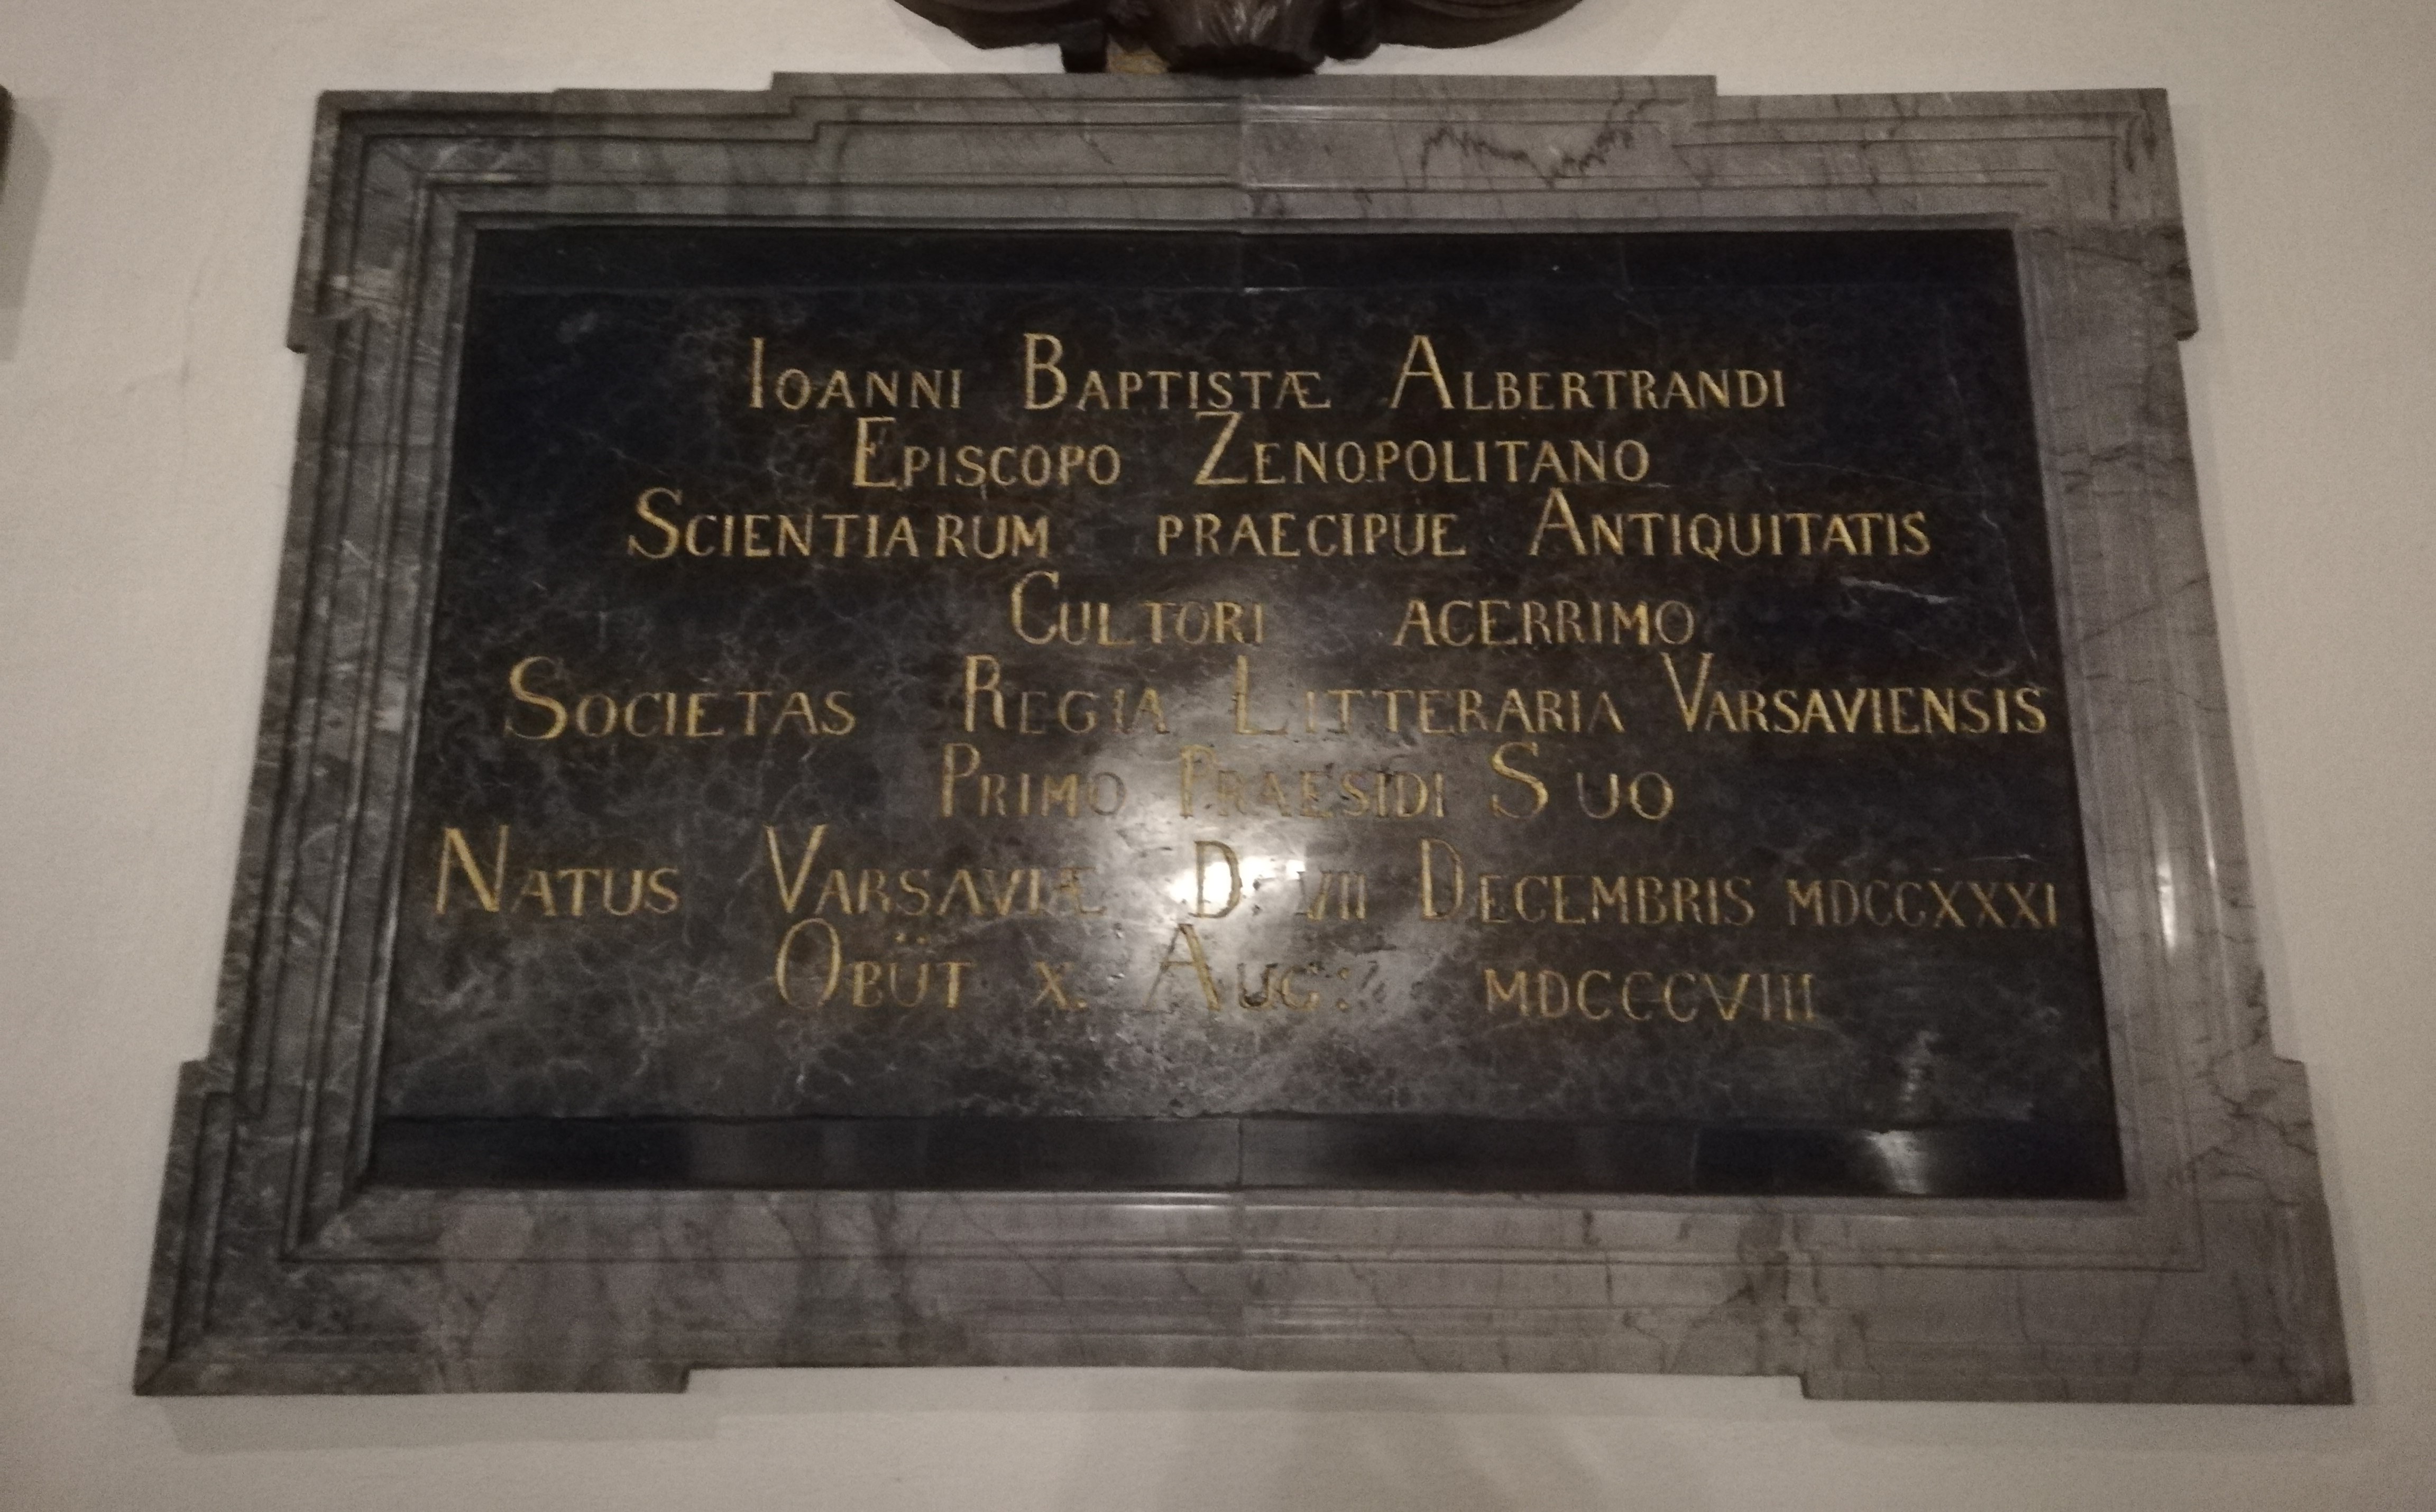 Ioanni Baptistæ Albertrandi
Episcopo Zenopolitano
Scientiarum praecipue Antiquitatis
Cultori acerrimo
Societas Regia Litteraria Varsaviensis
Primo Praesidi Suo
Natus Varsaviæ D: VII Decembris MDCCXXXI
Obüt X. Aug: MDCCCVIII